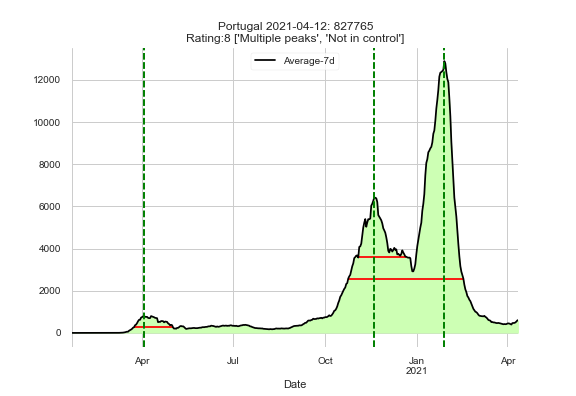 Portugal 2021-04-12: 827765
Rating:8 ['Multiple peaks', 'Not in control']
Average-7d
12000
10000
8000
6000
4000
2000
0
Apr
Jul
Oct
Jan
2021
Apr
Date